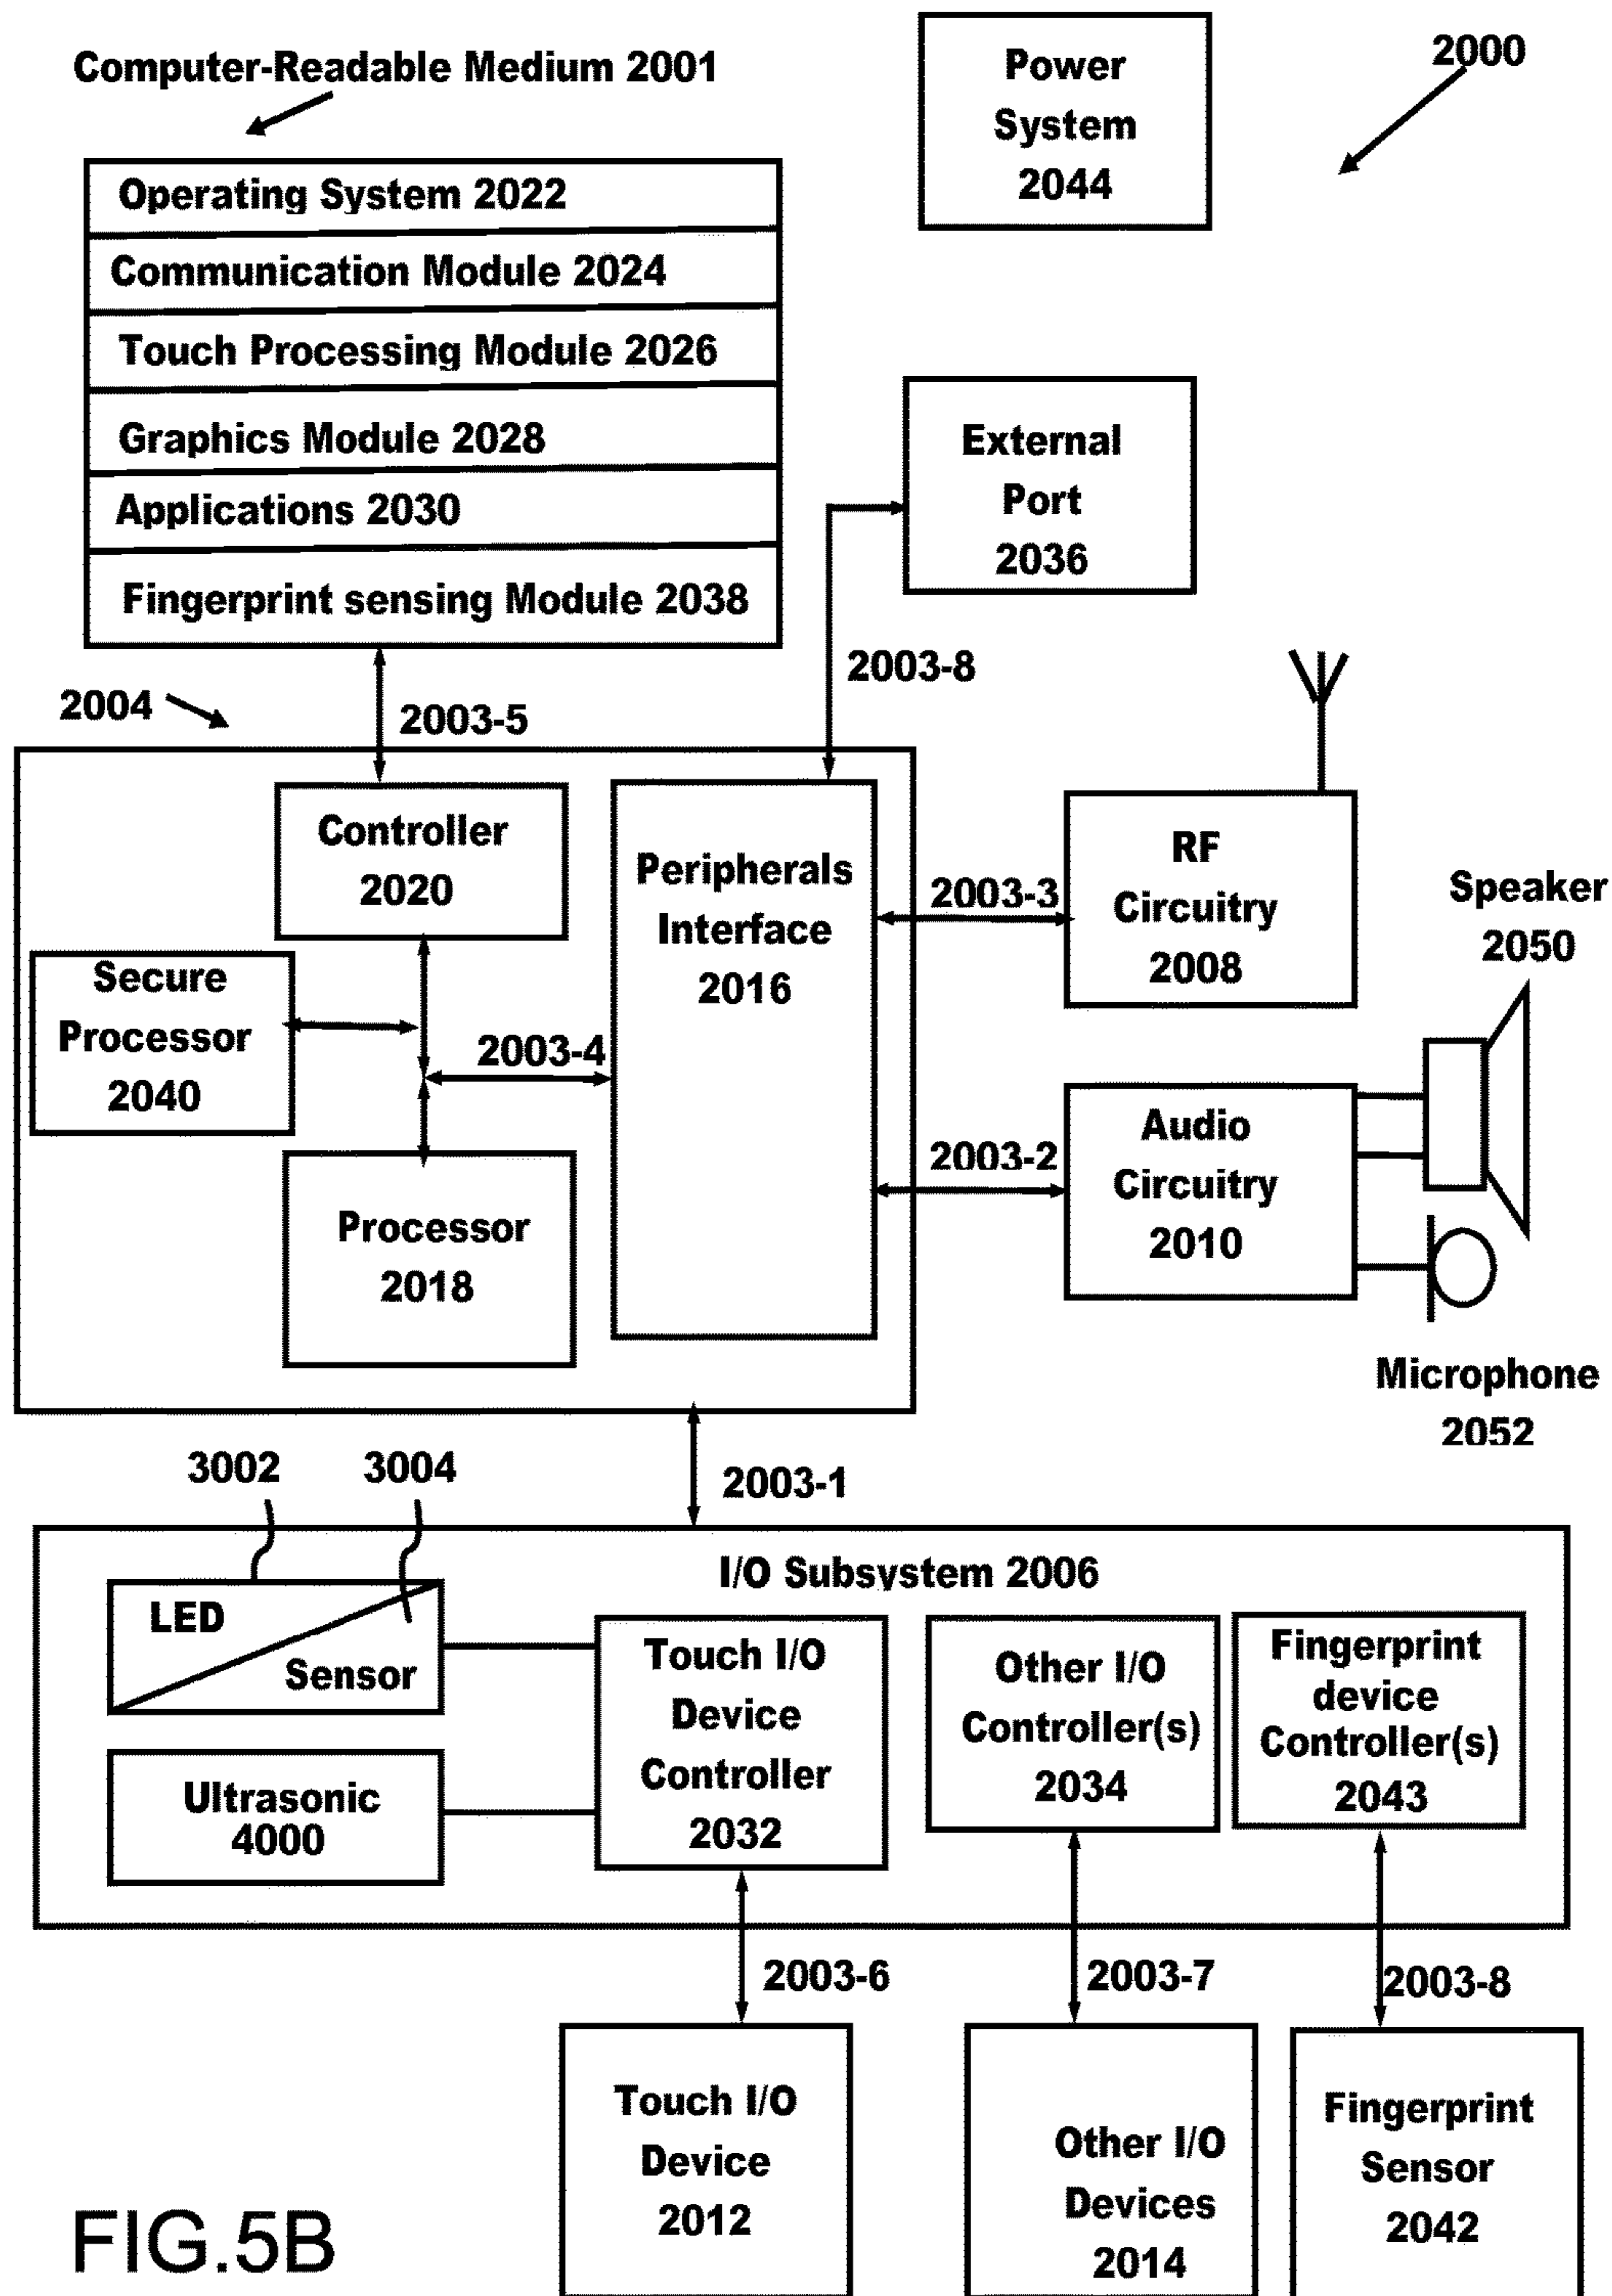 Computer-Readable Medium 2001
Power
System
2044
2000
Operating System 2022
Communication Module 2024
Touch Processing Module 2026
Graphics Module 2028
Applications 2030
Fingerprint sensing Module 2038
External
Port
2036
2003-8
2004
2003-5
Controller
2020
Peripherals
Interface
2016
2003-3
RF
Circuitry
2008
Speaker
2050
Secure
Processor
2040
2003-4
Processor
2018
2003-2
Audio
Circuitry
2010
Microphone
2052
3002
3004
2003-1
I/O Subsystem 2006
LED
Sensor
Ultrasonic
4000
Touch I/O
Device
Controller
2032
Other I/O
Controller(s)
2034
Fingerprint
device
Controller(s)
2043
2003-6
2003-7
2003-8
Touch I/O
Device
2012
Other I/O
Devices
2014
Fingerprint
Sensor
2042
FIG.5B